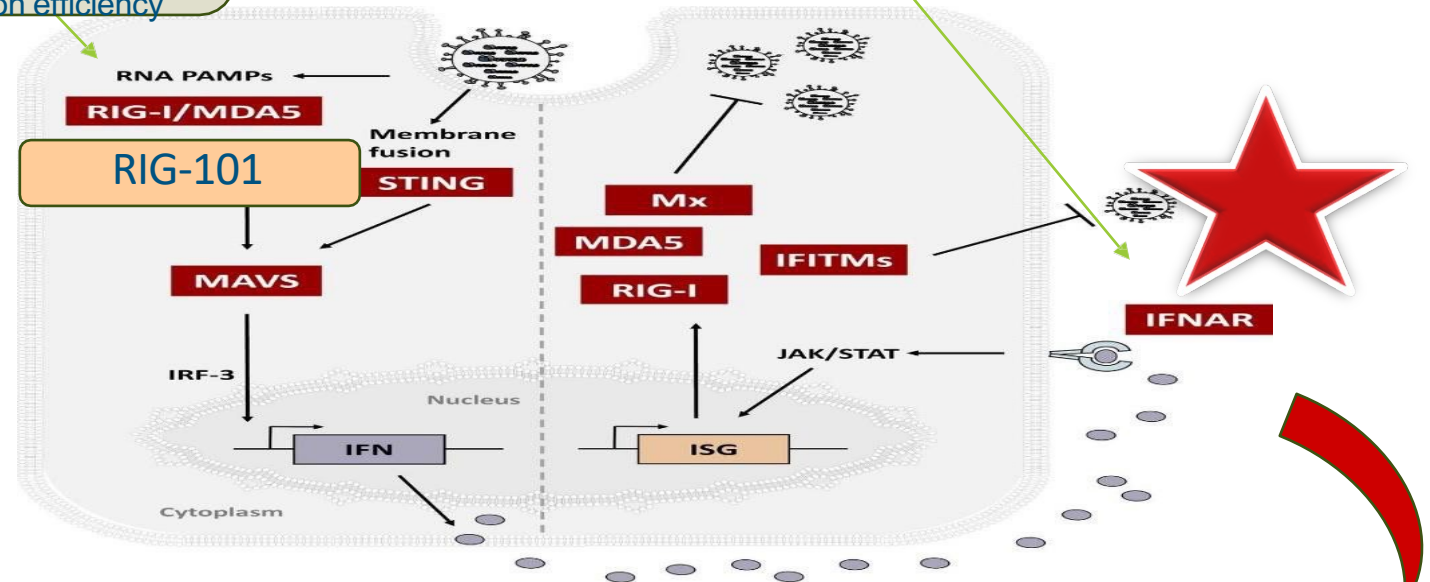 on efficiency
RNA PAMPs
RIG-I/MDA5
Membrane
fusion
RIG-101
STING
Mx
MDA5
IFITMs
MAVS
RIG-I
IFNAR
JAK/STAT
IRF-3
Nucleus
IFN
ISG
Cytoplasm